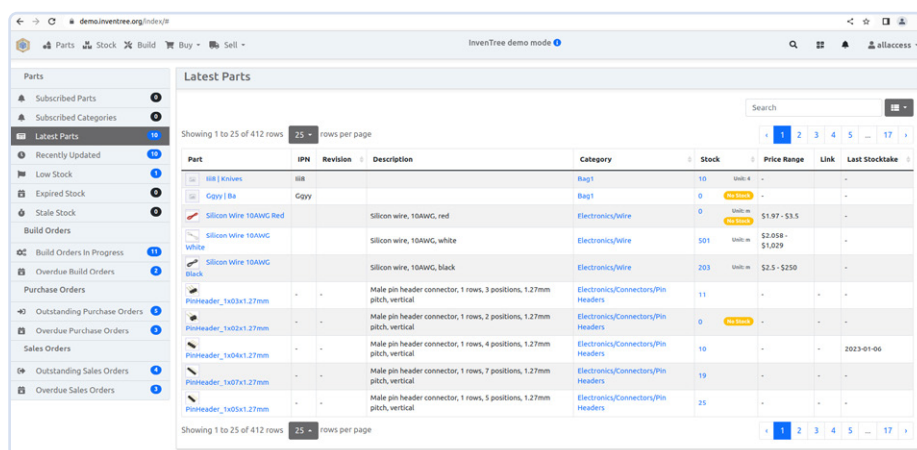 demo.inventree.org/index/#
Parts Stock Build Buy Sell
InvenTree demo mode
allaccess
Parts
Subscribed Parts 0
Subscribed Categories 0
Latest Parts 10
Recently Updated 10
Low Stock 1
Expired Stock 0
Stale Stock 0
Build Orders
Build Orders In Progress 11
Overdue Build Orders 2
Purchase Orders
Outstanding Purchase Orders 5
Overdue Purchase Orders 3
Sales Orders
Outstanding Sales Orders 4
Overdue Sales Orders 3
Latest Parts
Search
Showing 1 to 25 of 412 rows 25 rows per page
‹ 1 2 3 4 5 ... 17 ›
Part IPN Revision Description Category Stock Price Range Link Last Stocktake
| Knives Bag1 10 - -
Ggyy | Ba Ggyy Bag1 0 No Stock - -
Silicon Wire 10AWG Red Silicon wire, 10AWG, red Electronics/Wire 0 Unit: m $1.97 - $3.5 -
No Stock
Silicon Wire 10AWG Silicon wire, 10AWG, white Electronics/Wire 501 Unit: m $2.058 - -
White $1,029
Silicon Wire 10AWG Silicon wire, 10AWG, black Electronics/Wire 203 Unit: m $2.5 - $250 -
Black
PinHeader_1x03x1.27mm - - Male pin header connector, 1 rows, 3 positions, 1.27mm Electronics/Connectors/Pin 11 - - -
pitch, vertical Headers
PinHeader_1x02x1.27mm - - Male pin header connector, 1 rows, 2 positions, 1.27mm Electronics/Connectors/Pin 0 No Stock - - -
pitch, vertical Headers
PinHeader_1x04x1.27mm - - Male pin header connector, 1 rows, 4 positions, 1.27mm Electronics/Connectors/Pin 10 - - 2023-01-06
pitch, vertical Headers
PinHeader_1x07x1.27mm - - Male pin header connector, 1 rows, 7 positions, 1.27mm Electronics/Connectors/Pin 19 - - -
pitch, vertical Headers
PinHeader_1x05x1.27mm - - Male pin header connector, 1 rows, 5 positions, 1.27mm Electronics/Connectors/Pin 25 - - -
pitch, vertical Headers
Showing 1 to 25 of 412 rows 25 rows per page
‹ 1 2 3 4 5 ... 17 ›